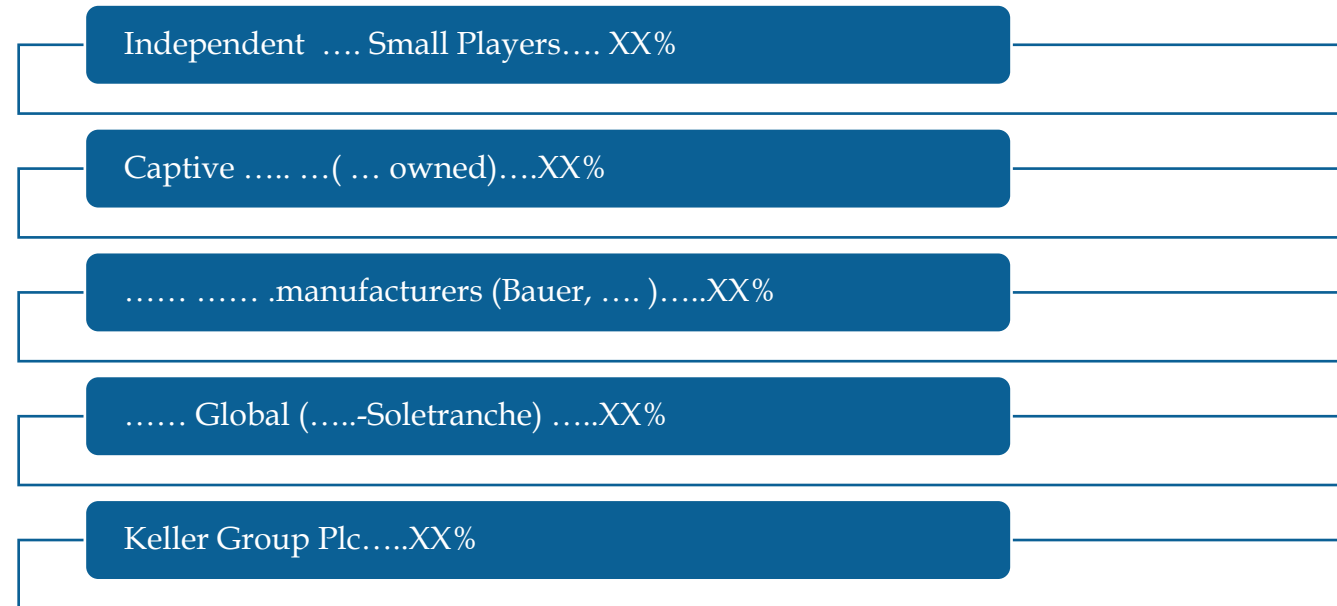 Independent …. Small Players…. XX%
Captive ….. …( … owned)….XX%
…… …… .manufacturers (Bauer, …. )…..XX%
…… Global (…..-Soletranche) …..XX%
Keller Group Plc…..XX%